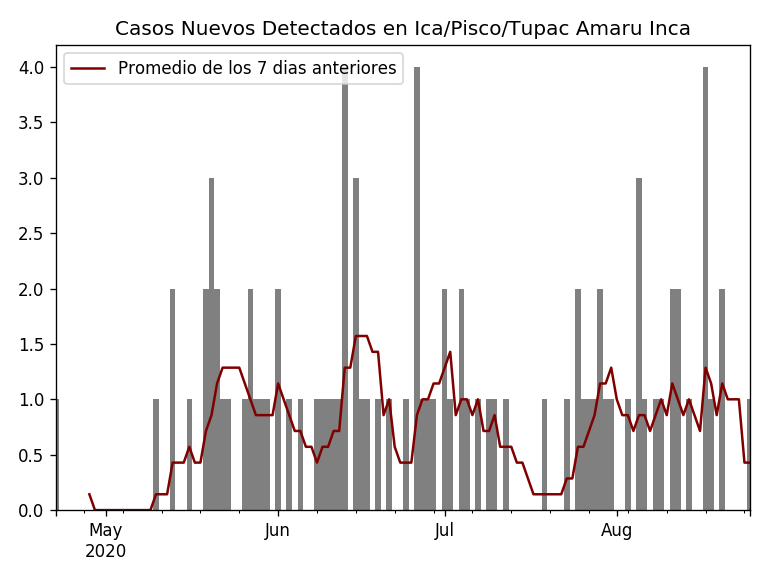 Casos Nuevos Detectados en Ica/Pisco/Tupac Amaru Inca
Promedio de los 7 dias anteriores
4.0
3.5
3.0
2.5
2.0
1.5
1.0
0.5
0.0
May
2020
Jun
Jul
Aug